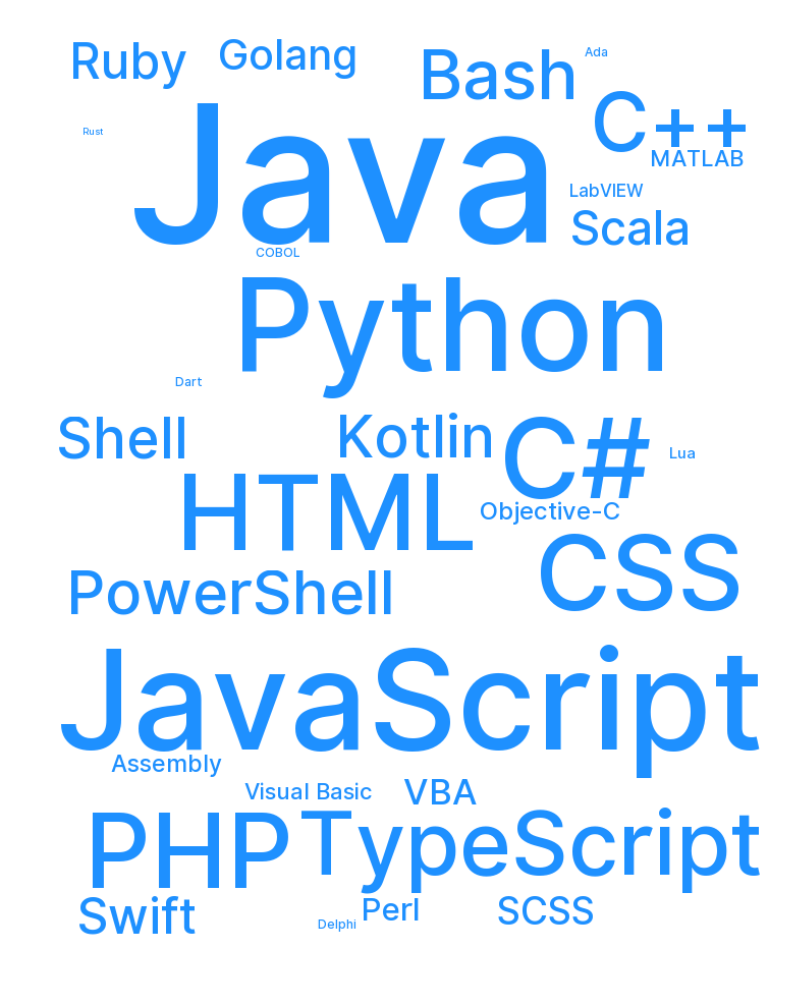 Ruby
Golang
Bash
Ada
C++
Rust
Java
MATLAB
LabVIEW
Scala
COBOL
Python
Dart
Shell
Kotlin
C#
Lua
HTML
Objective-C
CSS
PowerShell
JavaScript
Assembly
Visual Basic
VBA
PHP
TypeScript
Swift
Delphi
Perl
SCSS